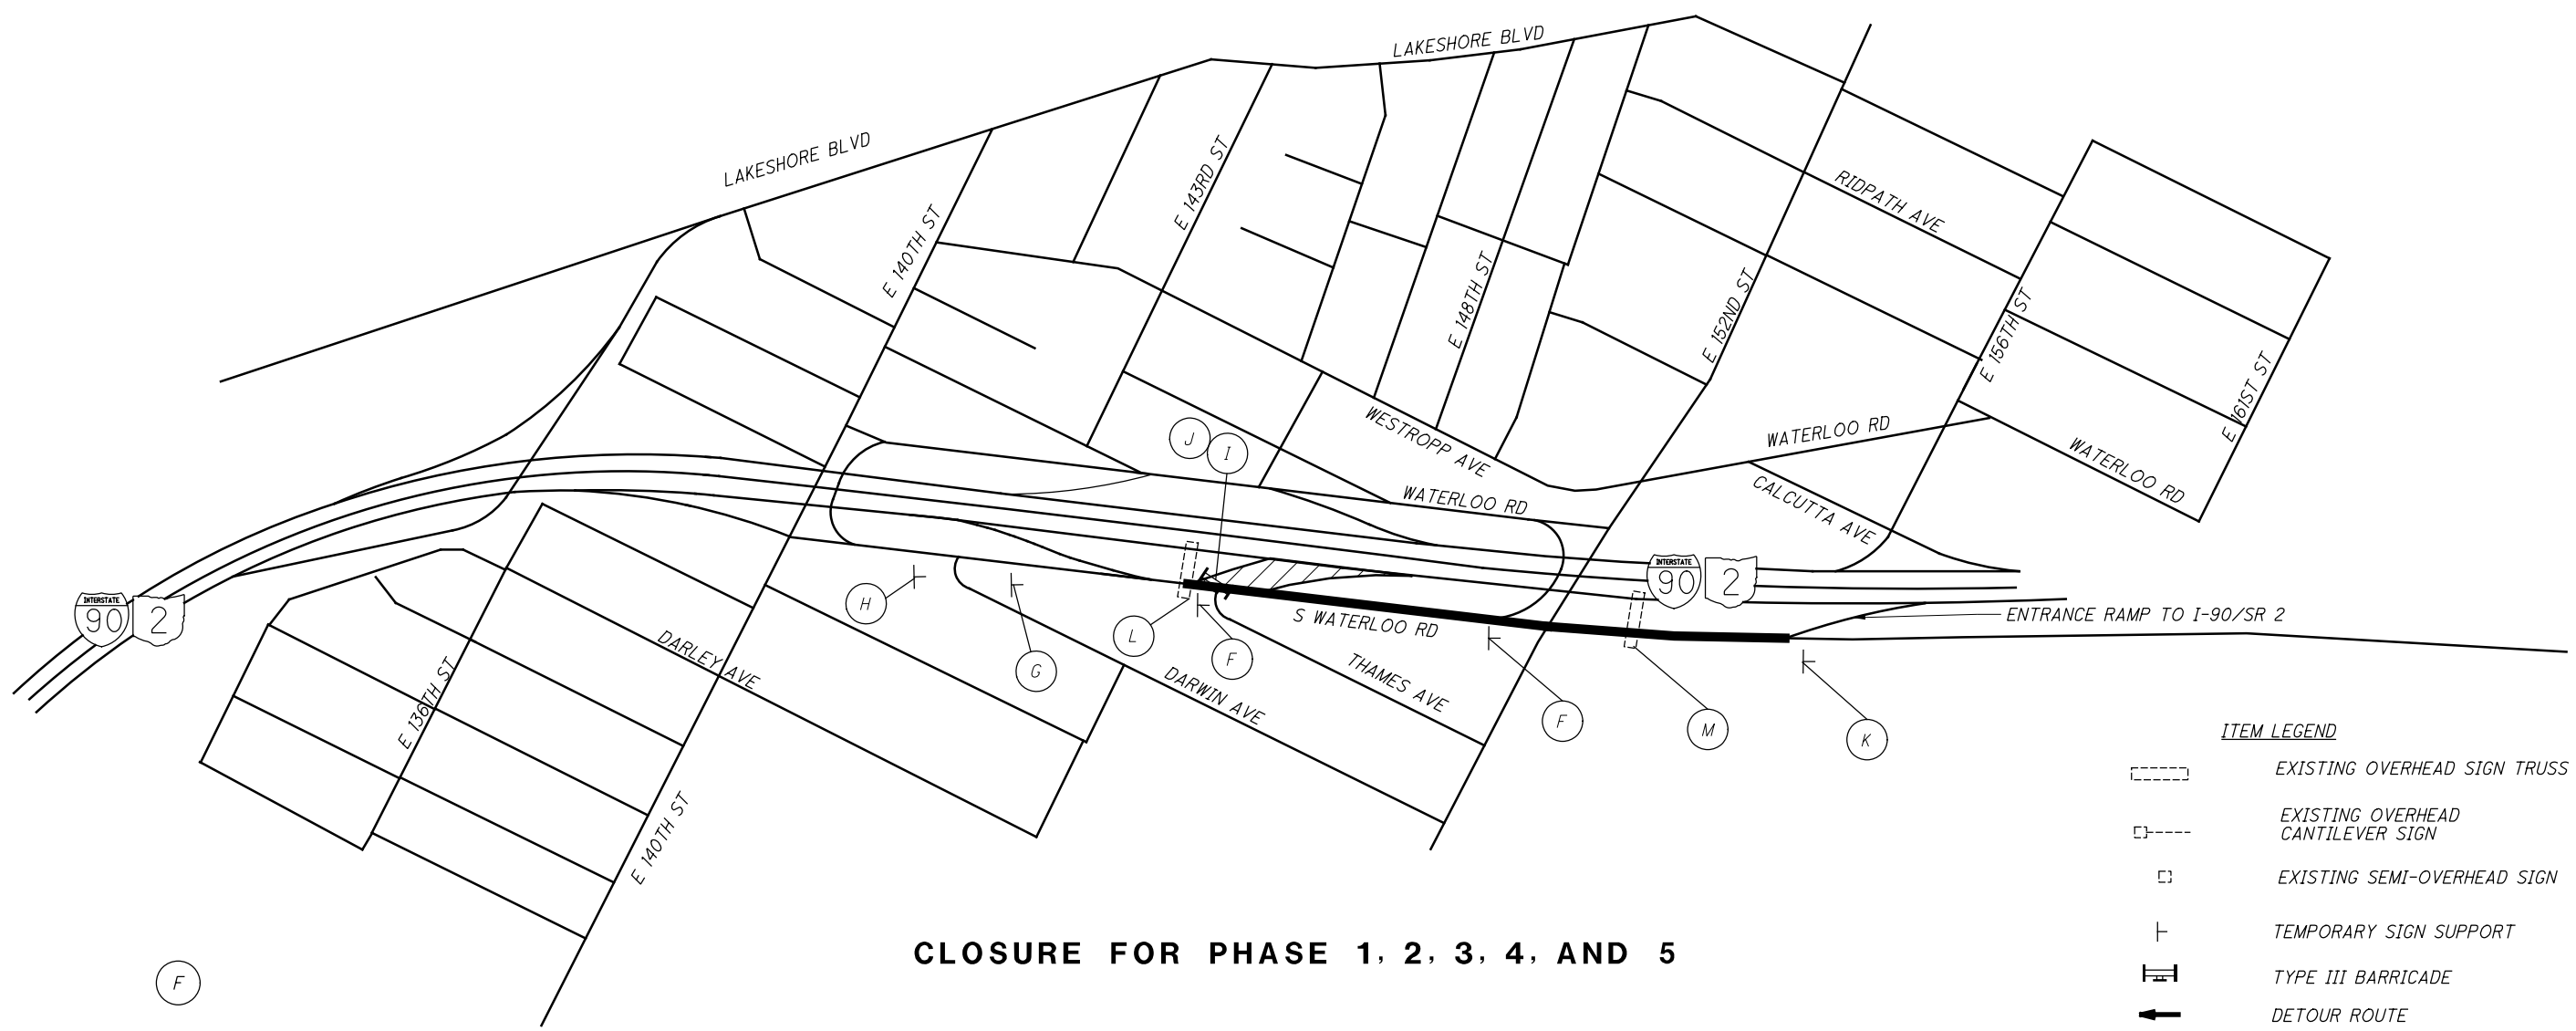 LAKESHORE BLVD
LAKESHORE BLVD
E 143RD ST
E 140TH ST
RIDPATH AVE
E 148TH ST
E 152ND ST
E 156TH ST
E 161ST ST
WESTROPP AVE
WATERLOO RD
WATERLOO RD
WATERLOO RD
CALCUTTA AVE
J
I
INTERSTATE
90
2
INTERSTATE
90
2
H
G
L
F
S WATERLOO RD
ENTRANCE RAMP TO I-90/SR 2
DARLEY AVE
DARWIN AVE
THAMES AVE
E 136TH ST
F
M
K
E 140TH ST
ITEM LEGEND
EXISTING OVERHEAD SIGN TRUSS
EXISTING OVERHEAD
CANTILEVER SIGN
EXISTING SEMI-OVERHEAD SIGN
TEMPORARY SIGN SUPPORT
TYPE III BARRICADE
DETOUR ROUTE
CLOSURE FOR PHASE 1, 2, 3, 4, AND 5
F